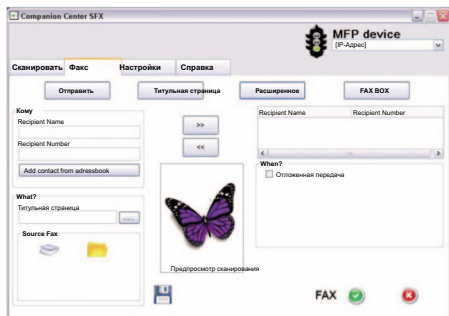 Companion Center SFX
MFP device
[IP-Адрес]
Сканировать Факс Настройки Справка
Отправить Титульная страница Расширенное FAX BOX
Кому
Recipient Name
Recipient Number
Add contact from adressbook
>>
<<
Recipient Name Recipient Number
When?
Отложенная передача
What?
Титульная страница
.....
Source Fax
Предпросмотр сканирования
FAX